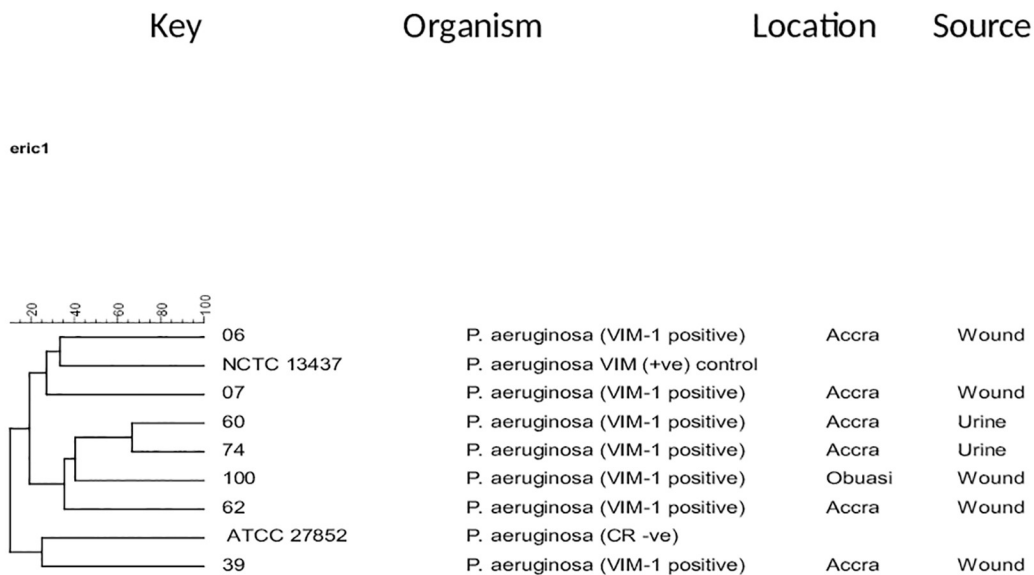 Key Organism Location Source
eric1
20 40 60 80 100
06 P. aeruginosa (VIM-1 positive) Accra Wound
NCTC 13437 P. aeruginosa VIM (+ve) control
07 P. aeruginosa (VIM-1 positive) Accra Wound
60 P. aeruginosa (VIM-1 positive) Accra Urine
74 P. aeruginosa (VIM-1 positive) Accra Urine
100 P. aeruginosa (VIM-1 positive) Obuasi Wound
62 P. aeruginosa (VIM-1 positive) Accra Wound
ATCC 27852 P. aeruginosa (CR -ve)
39 P. aeruginosa (VIM-1 positive) Accra Wound